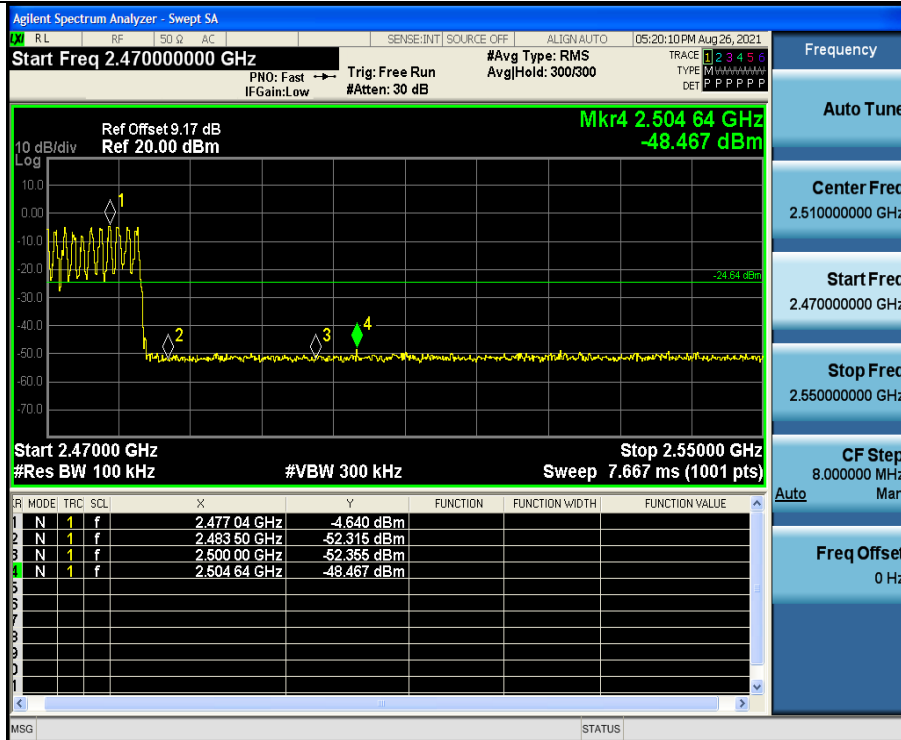 Agilent Spectrum Analyzer - Swept SA
LXI RL RF 50 Ω AC SENSE:INT SOURCE OFF ALIGN AUTO 05:20:10 PM Aug 26, 2021
Start Freq 2.470000000 GHz
#Avg Type: RMS
TRACE 1 2 3 4 5 6
PNO: Fast
Trig: Free Run
Avg|Hold: 300/300
TYPE M
IFGain:Low
#Atten: 30 dB
DET P P P P P P
Frequency
Auto Tune
Mkr4 2.504 64 GHz
-48.467 dBm
Ref Offset 9.17 dB
10 dB/div Ref 20.00 dBm
Log
10.0
0.00
-10.0
-20.0
-30.0
-40.0
-50.0
-60.0
-70.0
1
2
3
4
-24.64 dBm
Start 2.47000 GHz
Stop 2.55000 GHz
#Res BW 100 kHz
#VBW 300 kHz
Sweep 7.667 ms (1001 pts)
Center Freq
2.510000000 GHz
Start Freq
2.470000000 GHz
Stop Freq
2.550000000 GHz
CF Step
8.000000 MHz
Auto Man
Freq Offset
0 Hz
MODE TRC SCL X Y FUNCTION FUNCTION WIDTH FUNCTION VALUE
1 N 1 f 2.477 04 GHz -4.640 dBm
2 N 1 f 2.483 50 GHz -52.315 dBm
3 N 1 f 2.500 00 GHz -52.355 dBm
4 N 1 f 2.504 64 GHz -48.467 dBm
5
6
7
8
9
0
1
MSG
STATUS